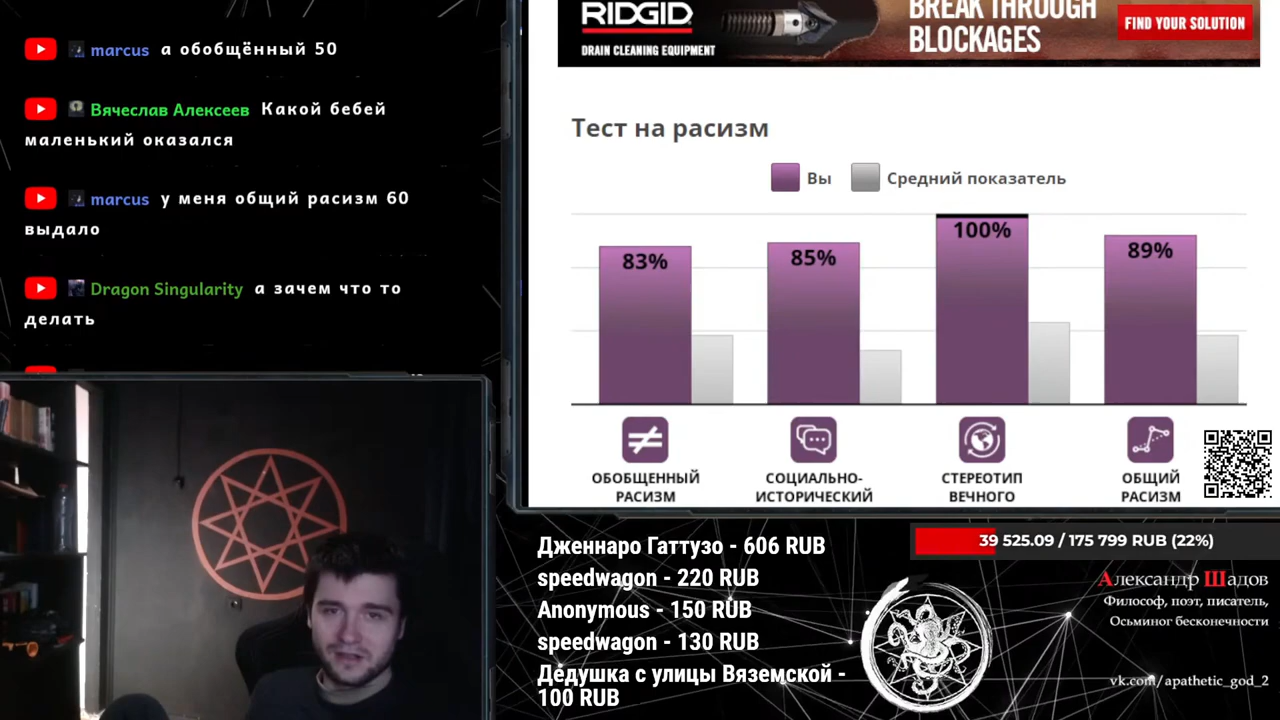 marcus а обобщённый 50
Вячеслав Алексеев Какой бебей
маленький оказался
marcus у меня общий расизм 60
выдало
Dragon Singularity а зачем что то
делать
RIDGID
DRAIN CLEANING EQUIPMENT
BREAK THROUGH
BLOCKAGES
FIND YOUR SOLUTION
Тест на расизм
Вы
Средний показатель
83%
85%
100%
89%
ОБОБЩЕННЫЙ
РАСИЗМ
СОЦИАЛЬНО-
ИСТОРИЧЕСКИЙ
СТЕРЕОТИП
ВЕЧНОГО
ОБЩИЙ
РАСИЗМ
Дженнаро Гаттузо - 606 RUB
speedwagon - 220 RUB
Anonymous - 150 RUB
speedwagon - 130 RUB
Дедушка с улицы Вяземской -
100 RUB
39 525.09 / 175 799 RUB (22%)
Александр Шадов
Философ, поэт, писатель,
Осьминог бесконечности
vk.com/apathetic_god_2